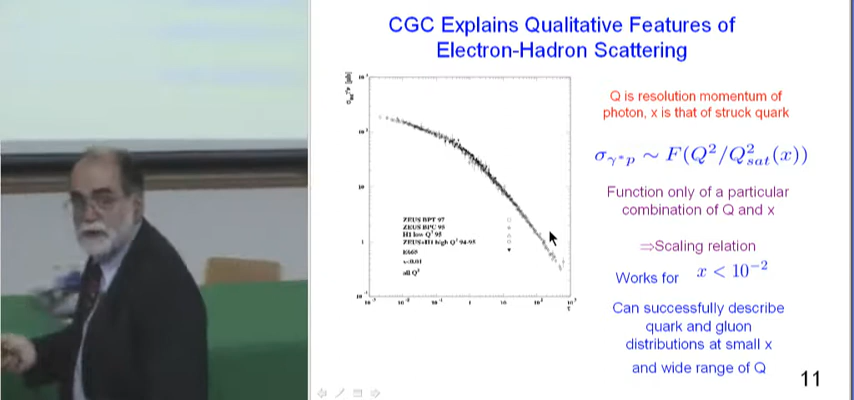 CGC Explains Qualitative Features of
Electron-Hadron Scattering
Q is resolution momentum of
photon, x is that of struck quark
σ_{γ*p} ~ F(Q²/Q²_{sat}(x))
Function only of a particular
combination of Q and x
⇒Scaling relation
Works for x < 10⁻²
Can successfully describe
quark and gluon
distributions at small x
and wide range of Q
ZEUS BPT 97
ZEUS BPC 95
H1 low Q² 95
ZEUS+H1 high Q² 94-95
E665
x<0.01
all Q²
11